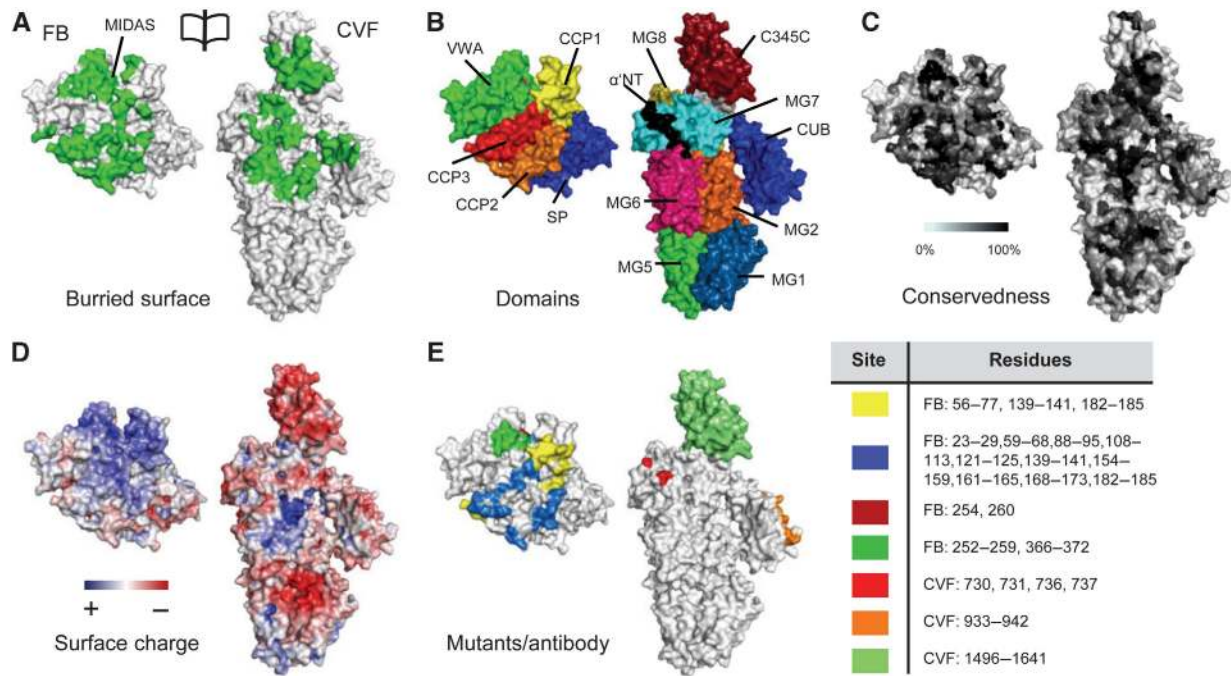 A
FB
MIDAS
CVF
Burried surface
B
VWA
CCP1
CCP3
CCP2
SP
Domains
MG8
C345C
α'NT
MG7
CUB
MG6
MG2
MG5
MG1
C
0%
100%
Conservedness
D
+
–
Surface charge
E
Mutants/antibody
Site
Residues
FB: 56–77, 139–141, 182–185
FB: 23–29,59–68,88–95,108–
113,121–125,139–141,154–
159,161–165,168–173,182–185
FB: 254, 260
FB: 252–259, 366–372
CVF: 730, 731, 736, 737
CVF: 933–942
CVF: 1496–1641